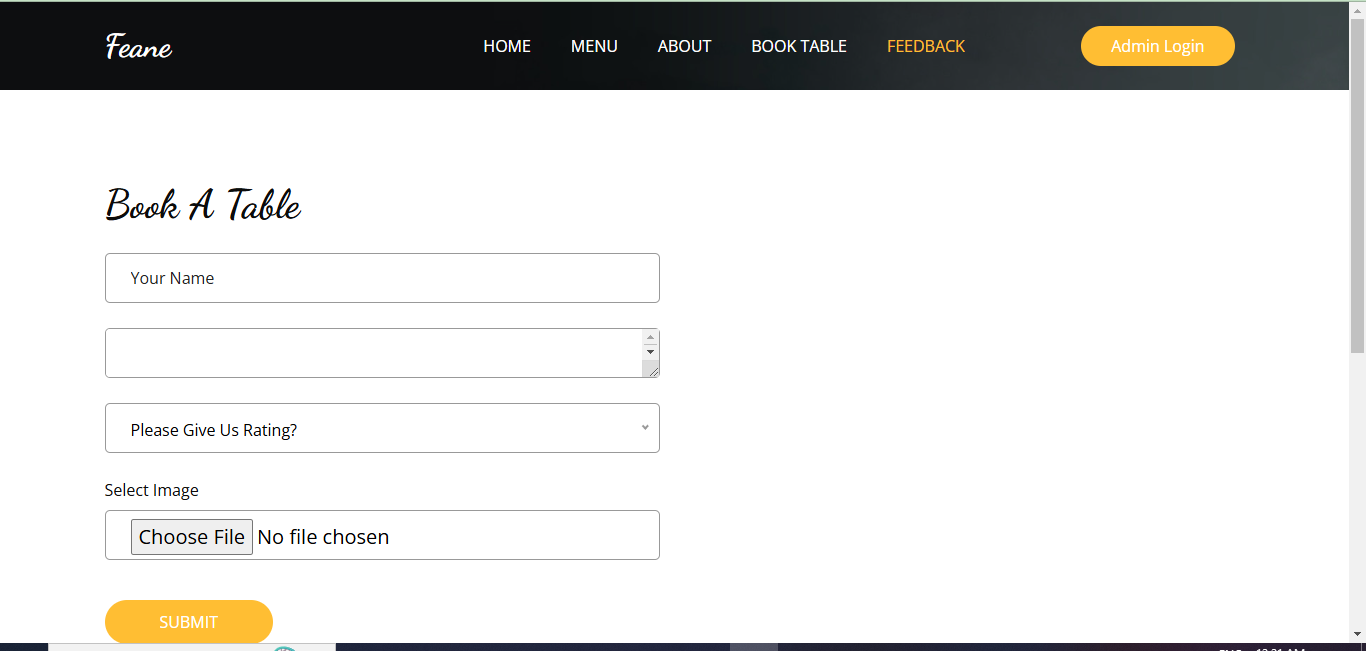 Feane
HOME MENU ABOUT BOOK TABLE FEEDBACK Admin Login
Book A Table
Your Name
Please Give Us Rating?
Select Image
Choose File No file chosen
SUBMIT